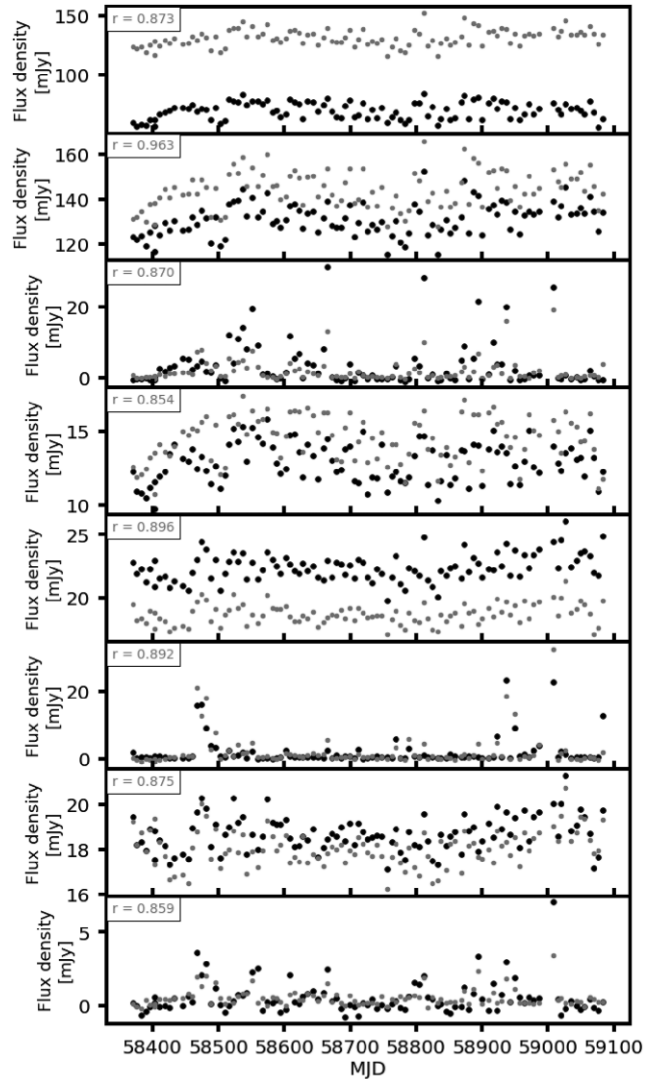 r = 0.873
150
100
Flux density
[mJy]
r = 0.963
160
140
120
Flux density
[mJy]
r = 0.870
20
0
Flux density
[mJy]
r = 0.854
15
10
Flux density
[mJy]
r = 0.896
25
20
Flux density
[mJy]
r = 0.892
20
0
Flux density
[mJy]
r = 0.875
20
18
16
Flux density
[mJy]
r = 0.859
5
0
Flux density
[mJy]
58400 58500 58600 58700 58800 58900 59000 59100
MJD